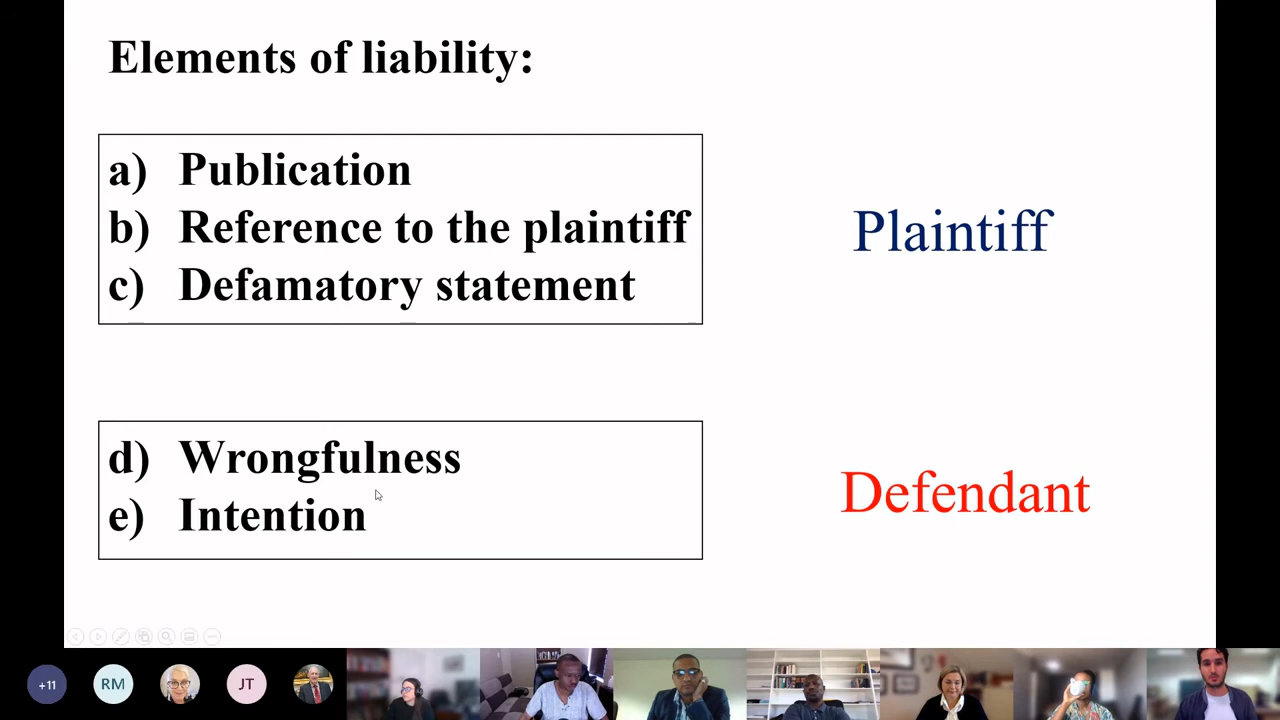 Elements of liability:
a) Publication
b) Reference to the plaintiff
c) Defamatory statement
Plaintiff
d) Wrongfulness
e) Intention
Defendant
+11
RM
JT